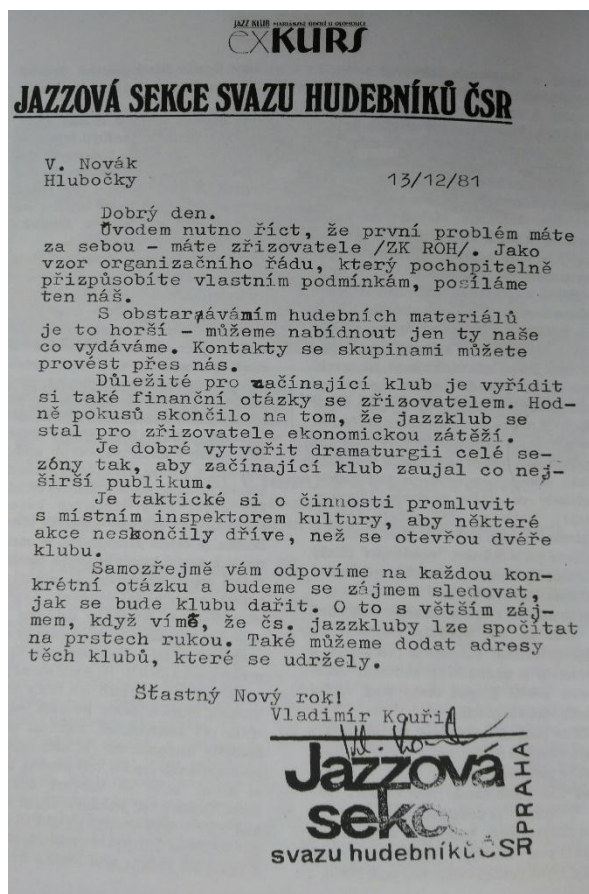 JAZZ KLUB MARIÁNSKÉ ÚDOLÍ U OLOMOUCE
EXKURS
JAZZOVÁ SEKCE SVAZU HUDEBNÍKŮ ČSR
V. Novák
Hlubočky 13/12/81
Dobrý den.
Úvodem nutno říct, že první problém máte
za sebou – máte zřizovatele /ZK ROH/. Jako
vzor organizačního řádu, který pochopitelně
přizpůsobíte vlastním podmínkám, posíláme
ten náš.
S obstaráváním hudebních materiálů
je to horší – můžeme nabídnout jen ty naše
co vydáváme. Kontakty se skupinami můžete
provést přes nás.
Důležité pro začínající klub je vyřídit
si také finanční otázky se zřizovatelem. Hod-
ně pokusů skončilo na tom, že jazzklub se
stal pro zřizovatele ekonomickou zátěží.
Je dobré vytvořit dramaturgii celé se-
zóny tak, aby začínající klub zaujal co nej-
širší publikum.
Je taktické si o činnosti promluvit
s místním inspektorem kultury, aby některé
akce neskončily dříve, než se otevřou dvéře
klubu.
Samozřejmě vám odpovíme na každou kon-
krétní otázku a budeme se zájmem sledovat,
jak se bude klubu dařit. O to s větším záj-
mem, když víme, že čs. jazzkluby lze spočítat
na prstech rukou. Také můžeme dodat adresy
těch klubů, které se udržely.
Šťastný Nový rok!
Vladimír Kouřil
Jazzová
sekce
svazu hudebníků ČSR
PRAHA